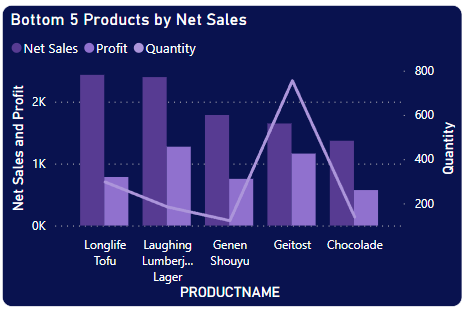 Bottom 5 Products by Net Sales
Net Sales Profit Quantity
Net Sales and Profit
2K
1K
0K
800
600
400
200
Quantity
Longlife
Tofu
Laughing
Lumberj...
Lager
Genen
Shouyu
Geitost
Chocolade
PRODUCTNAME